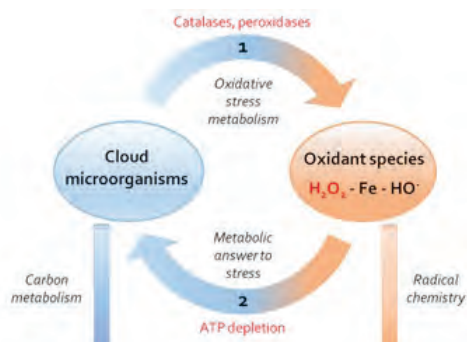 Catalases, peroxidases
1
Oxidative
stress
metabolism
Cloud
microorganisms
Oxidant species
H₂O₂ - Fe - HO·
Metabolic
answer to
stress
Carbon
metabolism
Radical
chemistry
2
ATP depletion